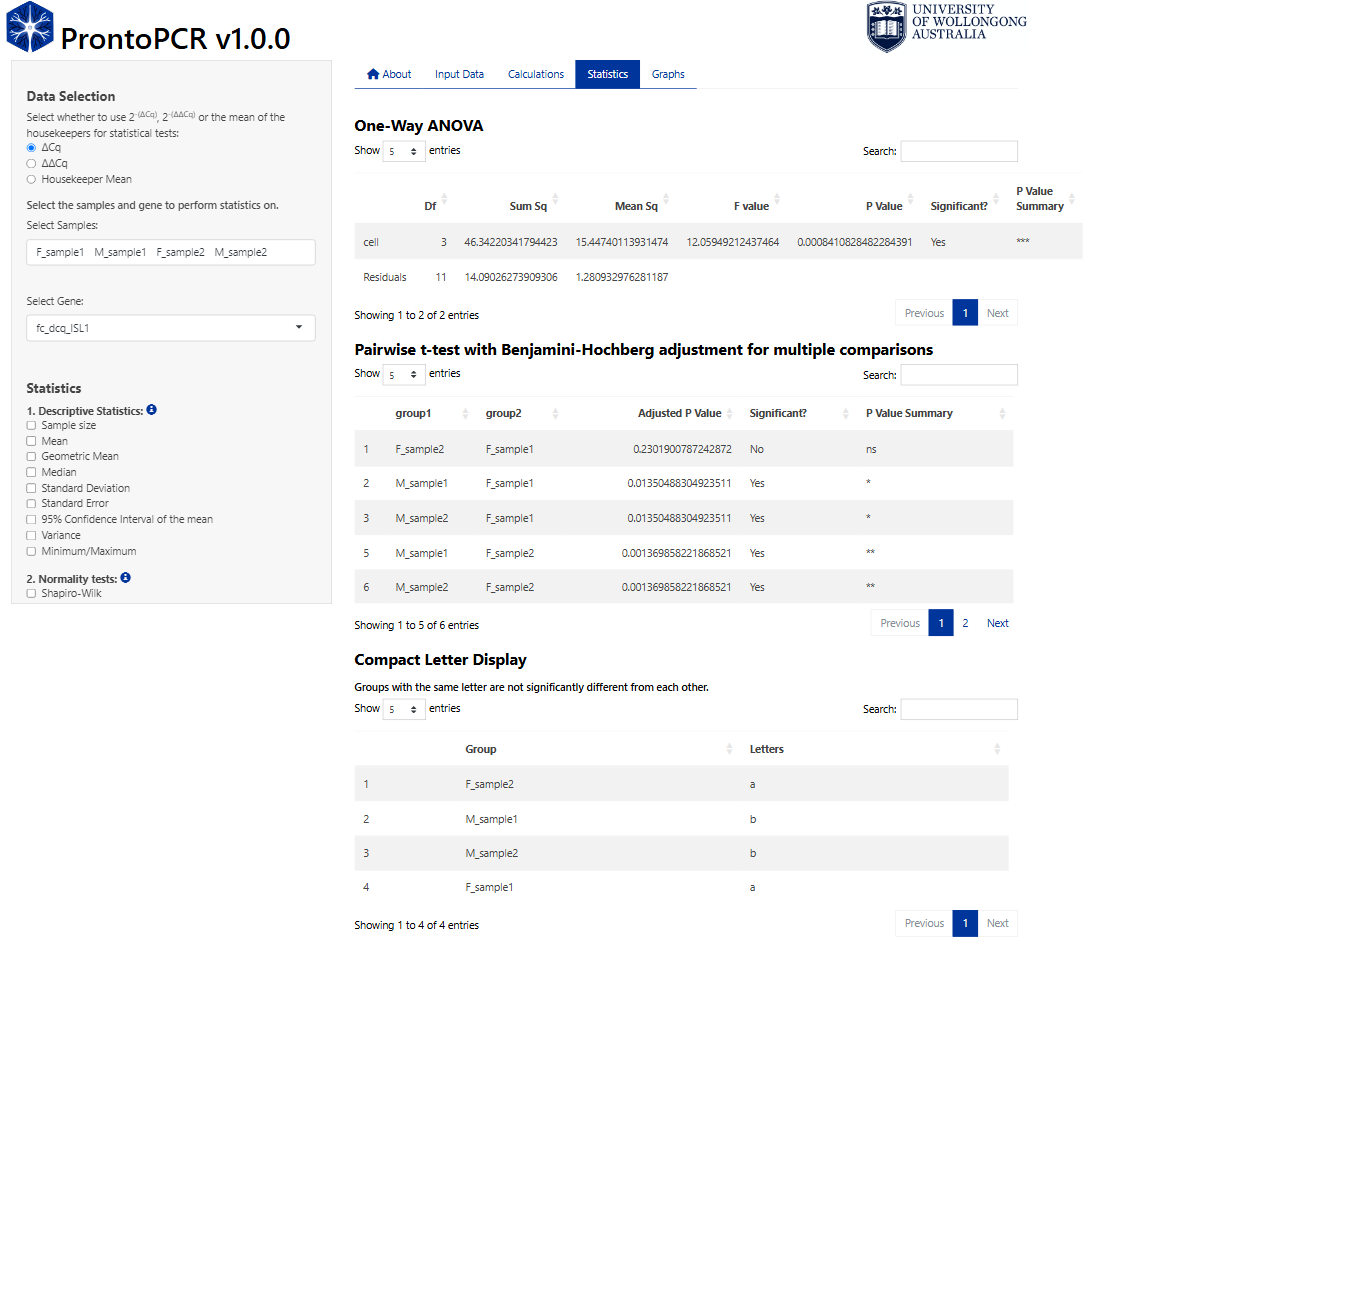 ProntoPCR v1.0.0
UNIVERSITY
OF WOLLONGONG
AUSTRALIA
Data Selection
Select whether to use 2-(ΔCq), 2-(ΔΔCq) or the mean of the
housekeepers for statistical tests:
ΔCq
ΔΔCq
Housekeeper Mean
Select the samples and gene to perform statistics on.
Select Samples:
F_sample1 M_sample1 F_sample2 M_sample2
Select Gene:
fc_dcq_ISL1
Statistics
1. Descriptive Statistics:
Sample size
Mean
Geometric Mean
Median
Standard Deviation
Standard Error
95% Confidence Interval of the mean
Variance
Minimum/Maximum
2. Normality tests:
Shapiro-Wilk
About Input Data Calculations Statistics Graphs
One-Way ANOVA
Show 5 entries Search:
Df Sum Sq Mean Sq F value P Value Significant? P Value Summary
cell 3 46.34220341794423 15.44740113931474 12.05949212437464 0.0008410828482284391 Yes ***
Residuals 11 14.09026273909306 1.280932976281187
Showing 1 to 2 of 2 entries Previous 1 Next
Pairwise t-test with Benjamini-Hochberg adjustment for multiple comparisons
Show 5 entries Search:
group1 group2 Adjusted P Value Significant? P Value Summary
1 F_sample2 F_sample1 0.2301900787242872 No ns
2 M_sample1 F_sample1 0.01350488304923511 Yes *
3 M_sample2 F_sample1 0.01350488304923511 Yes *
5 M_sample1 F_sample2 0.001369858221868521 Yes **
6 M_sample2 F_sample2 0.001369858221868521 Yes **
Showing 1 to 5 of 6 entries Previous 1 2 Next
Compact Letter Display
Groups with the same letter are not significantly different from each other.
Show 5 entries Search:
Group Letters
1 F_sample2 a
2 M_sample1 b
3 M_sample2 b
4 F_sample1 a
Showing 1 to 4 of 4 entries Previous 1 Next